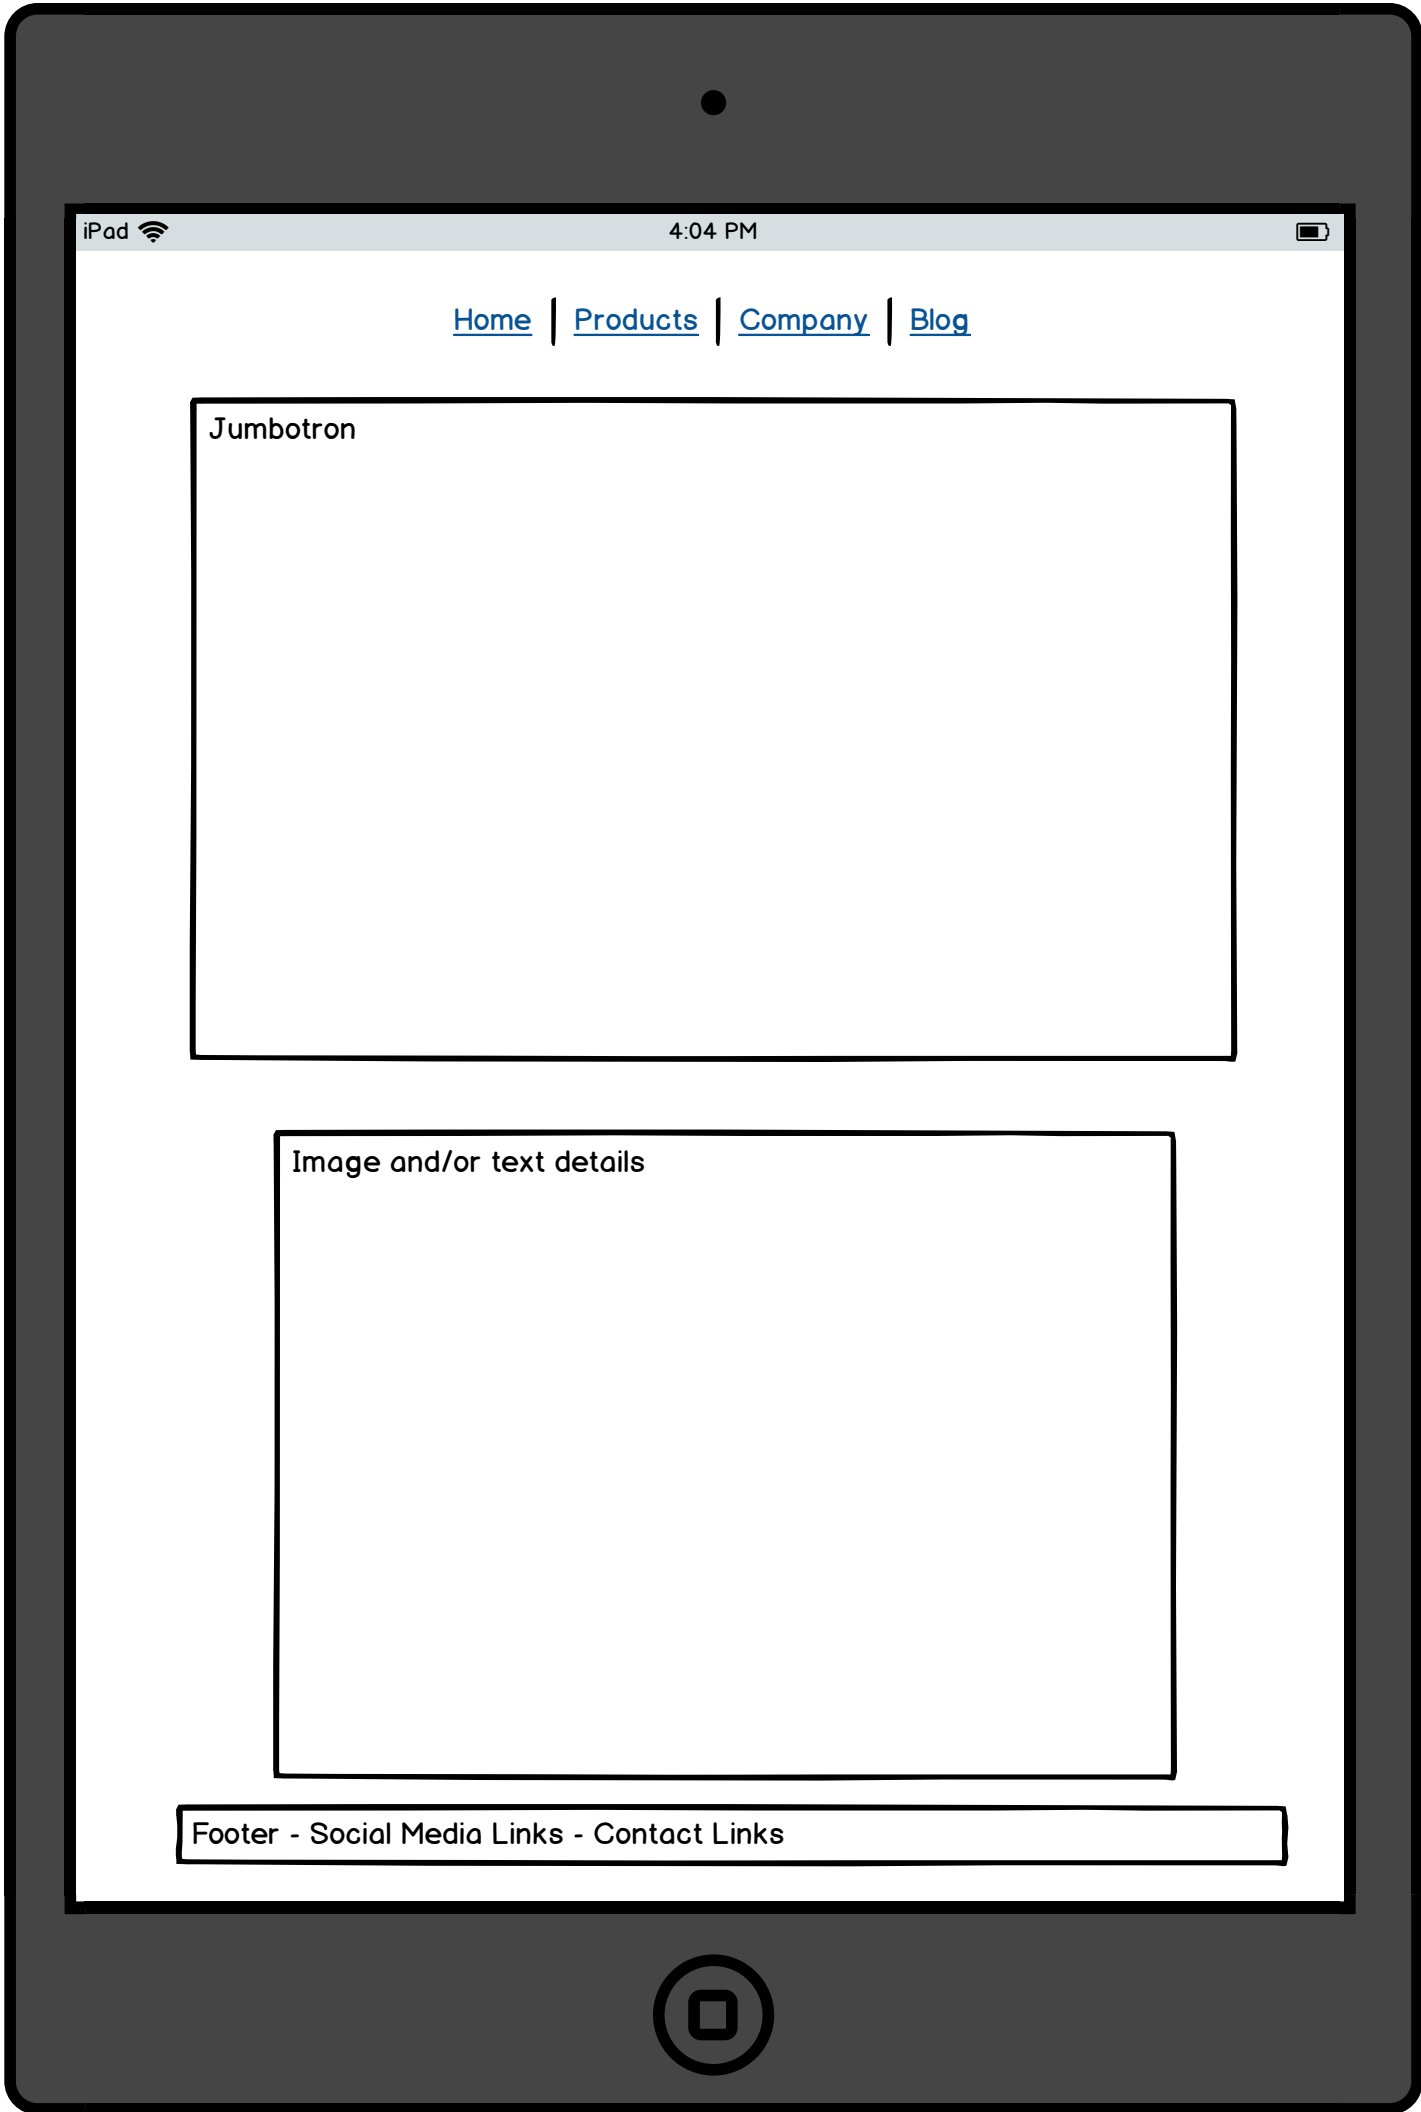 iPad 4:04 PM
Home | Products | Company | Blog
Jumbotron
Image and/or text details
Footer - Social Media Links - Contact Links